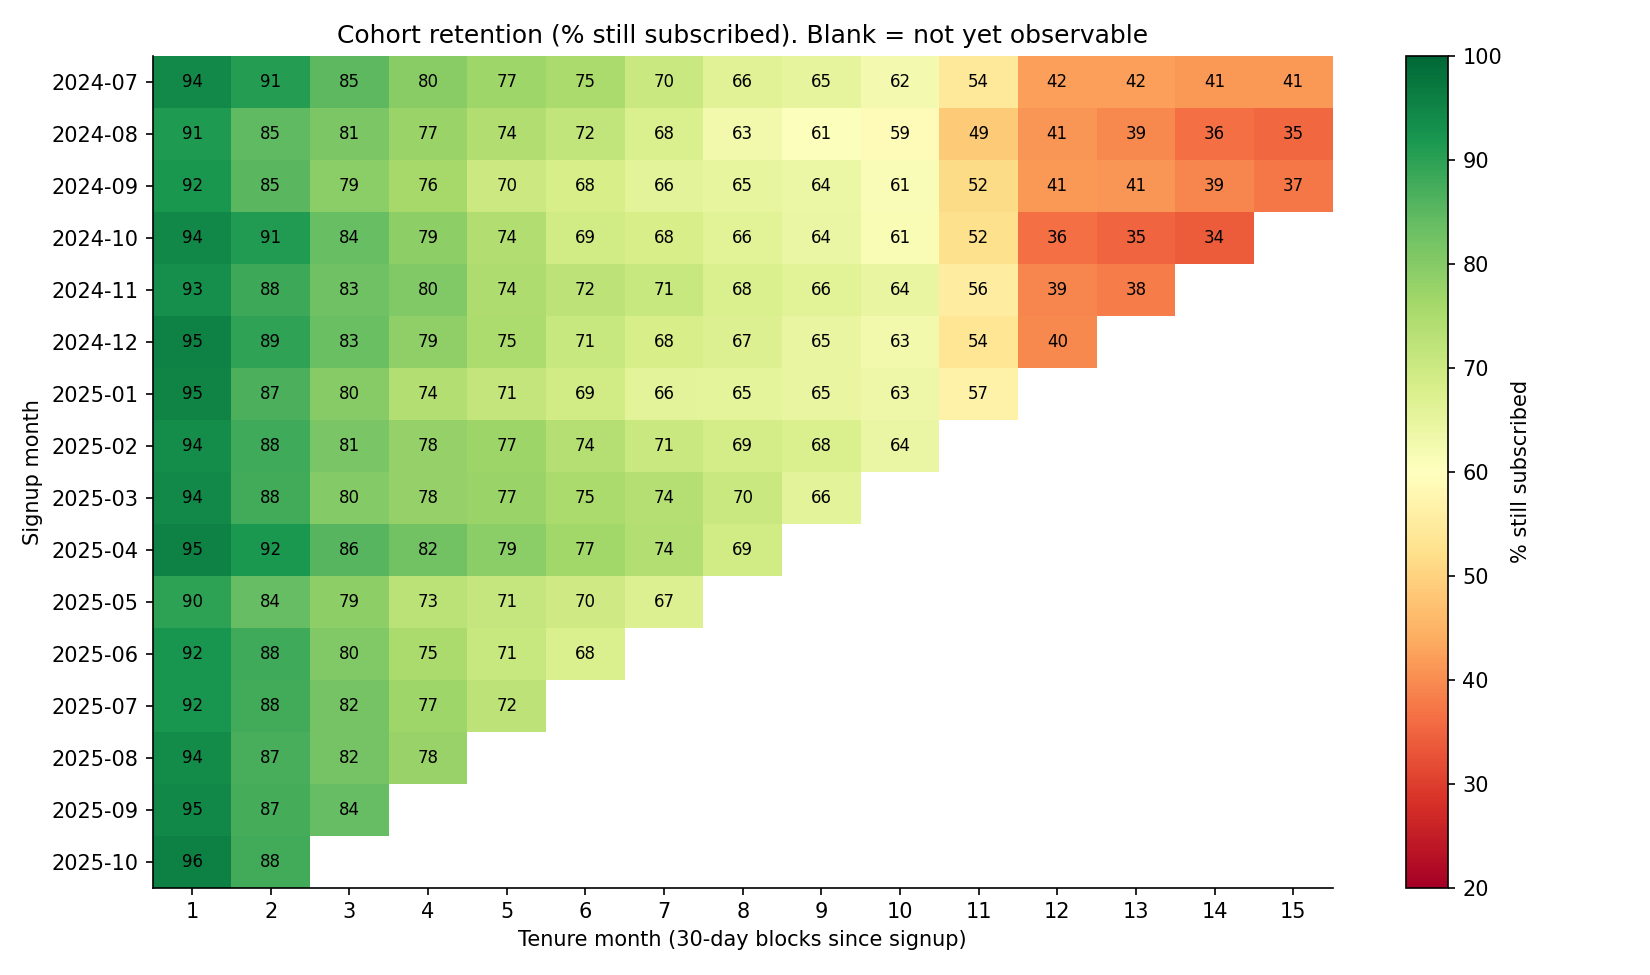 Cohort retention (% still subscribed). Blank = not yet observable
2024-07 94 91 85 80 77 75 70 66 65 62 54 42 42 41 41
2024-08 91 85 81 77 74 72 68 63 61 59 49 41 39 36 35
2024-09 92 85 79 76 70 68 66 65 64 61 52 41 41 39 37
2024-10 94 91 84 79 74 69 68 66 64 61 52 36 35 34
2024-11 93 88 83 80 74 72 71 68 66 64 56 39 38
2024-12 95 89 83 79 75 71 68 67 65 63 54 40
2025-01 95 87 80 74 71 69 66 65 65 63 57
2025-02 94 88 81 78 77 74 71 69 68 64
2025-03 94 88 80 78 77 75 74 70 66
2025-04 95 92 86 82 79 77 74 69
2025-05 90 84 79 73 71 70 67
2025-06 92 88 80 75 71 68
2025-07 92 88 82 77 72
2025-08 94 87 82 78
2025-09 95 87 84
2025-10 96 88
1 2 3 4 5 6 7 8 9 10 11 12 13 14 15
Tenure month (30-day blocks since signup)
Signup month
100
90
80
70
60
50
40
30
20
% still subscribed